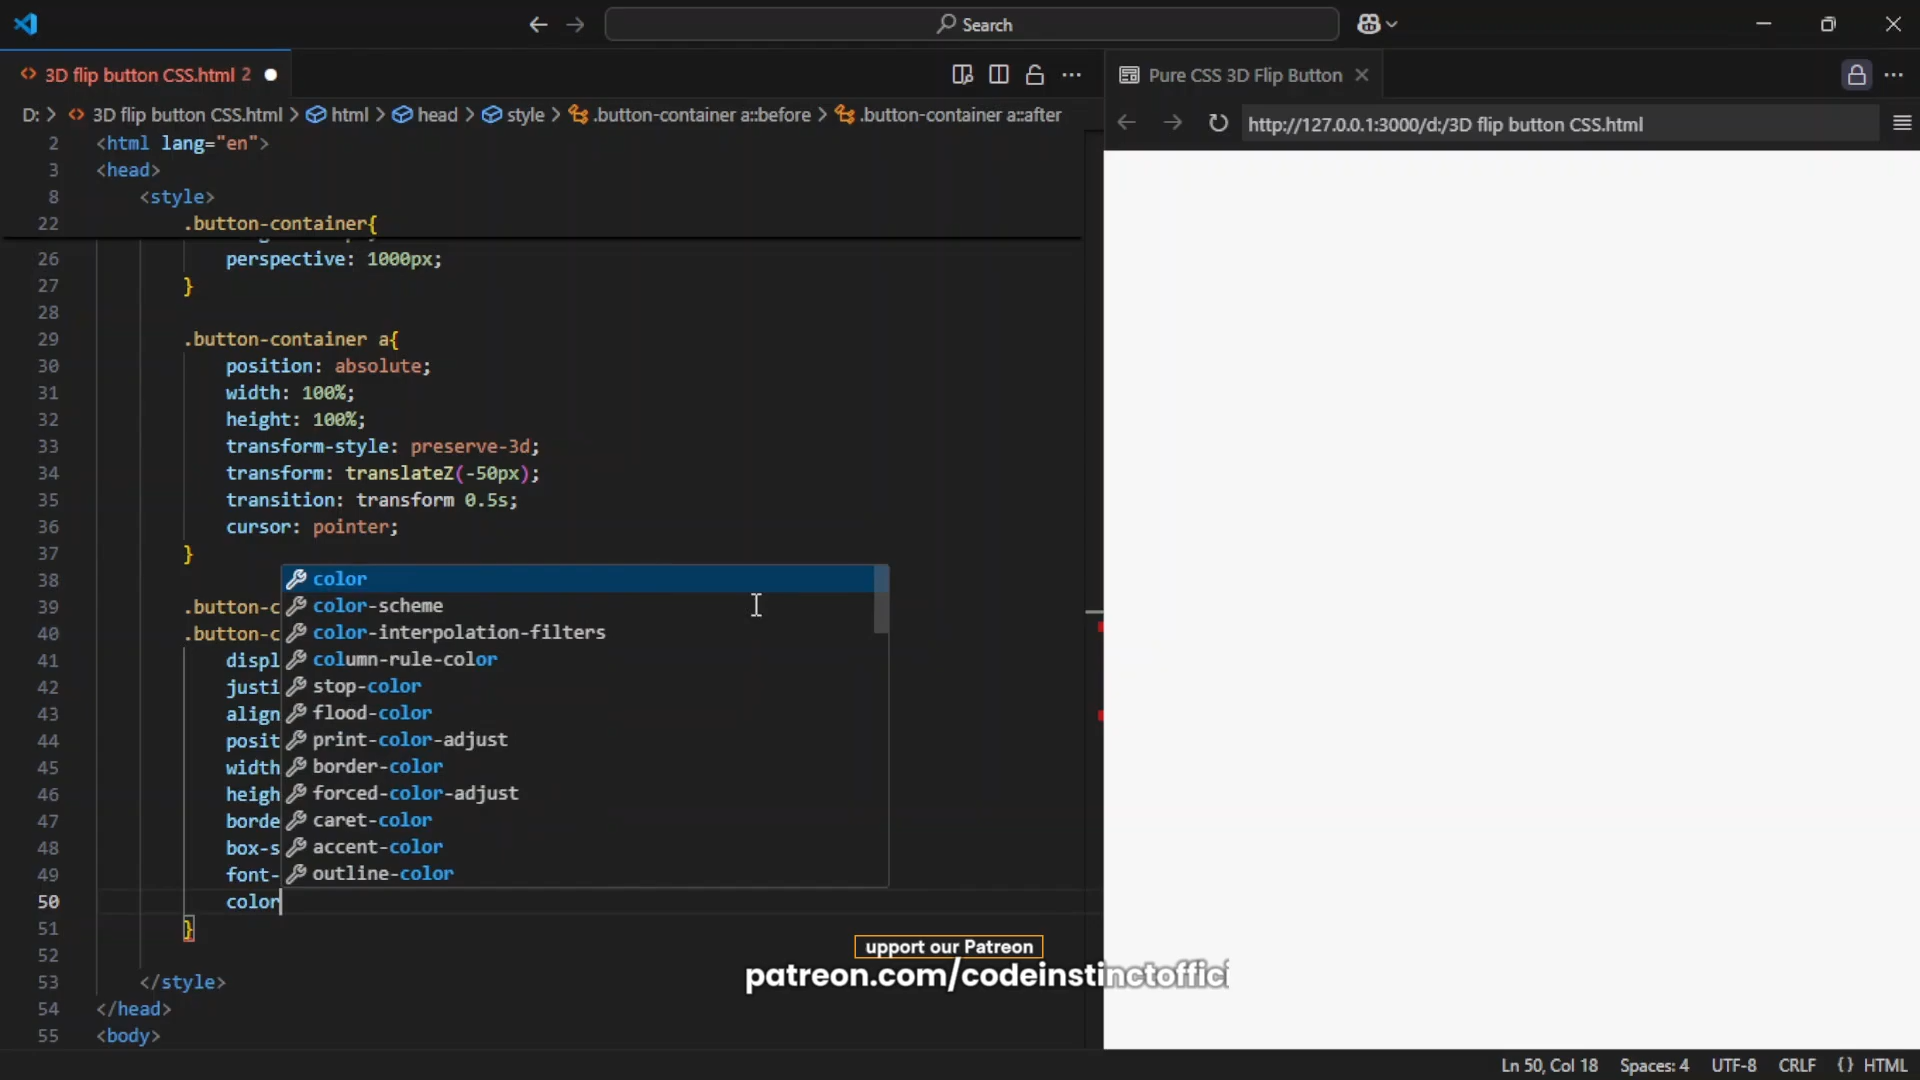 Search
3D flip button CSS.html 2
Pure CSS 3D Flip Button
D: > 3D flip button CSS.html > html > head > style > .button-container a::before > .button-container a::after
http://127.0.0.1:3000/d:/3D flip button CSS.html
2 <html lang="en">
3 <head>
8 <style>
22 .button-container{
26 perspective: 1000px;
27 }
28
29 .button-container a{
30 position: absolute;
31 width: 100%;
32 height: 100%;
33 transform-style: preserve-3d;
34 transform: translateZ(-50px);
35 transition: transform 0.5s;
36 cursor: pointer;
37 }
38
39 .button-c
40 .button-c
41 displ
42 justi
43 align
44 posit
45 width
46 heigh
47 borde
48 box-s
49 font-
50 color
51 }
52
53 </style>
54 </head>
55 <body>
color
color-scheme
color-interpolation-filters
column-rule-color
stop-color
flood-color
print-color-adjust
border-color
forced-color-adjust
caret-color
accent-color
outline-color
upport our Patreon
patreon.com/codeinstinctoffici
Ln 50, Col 18 Spaces: 4 UTF-8 CRLF {} HTML